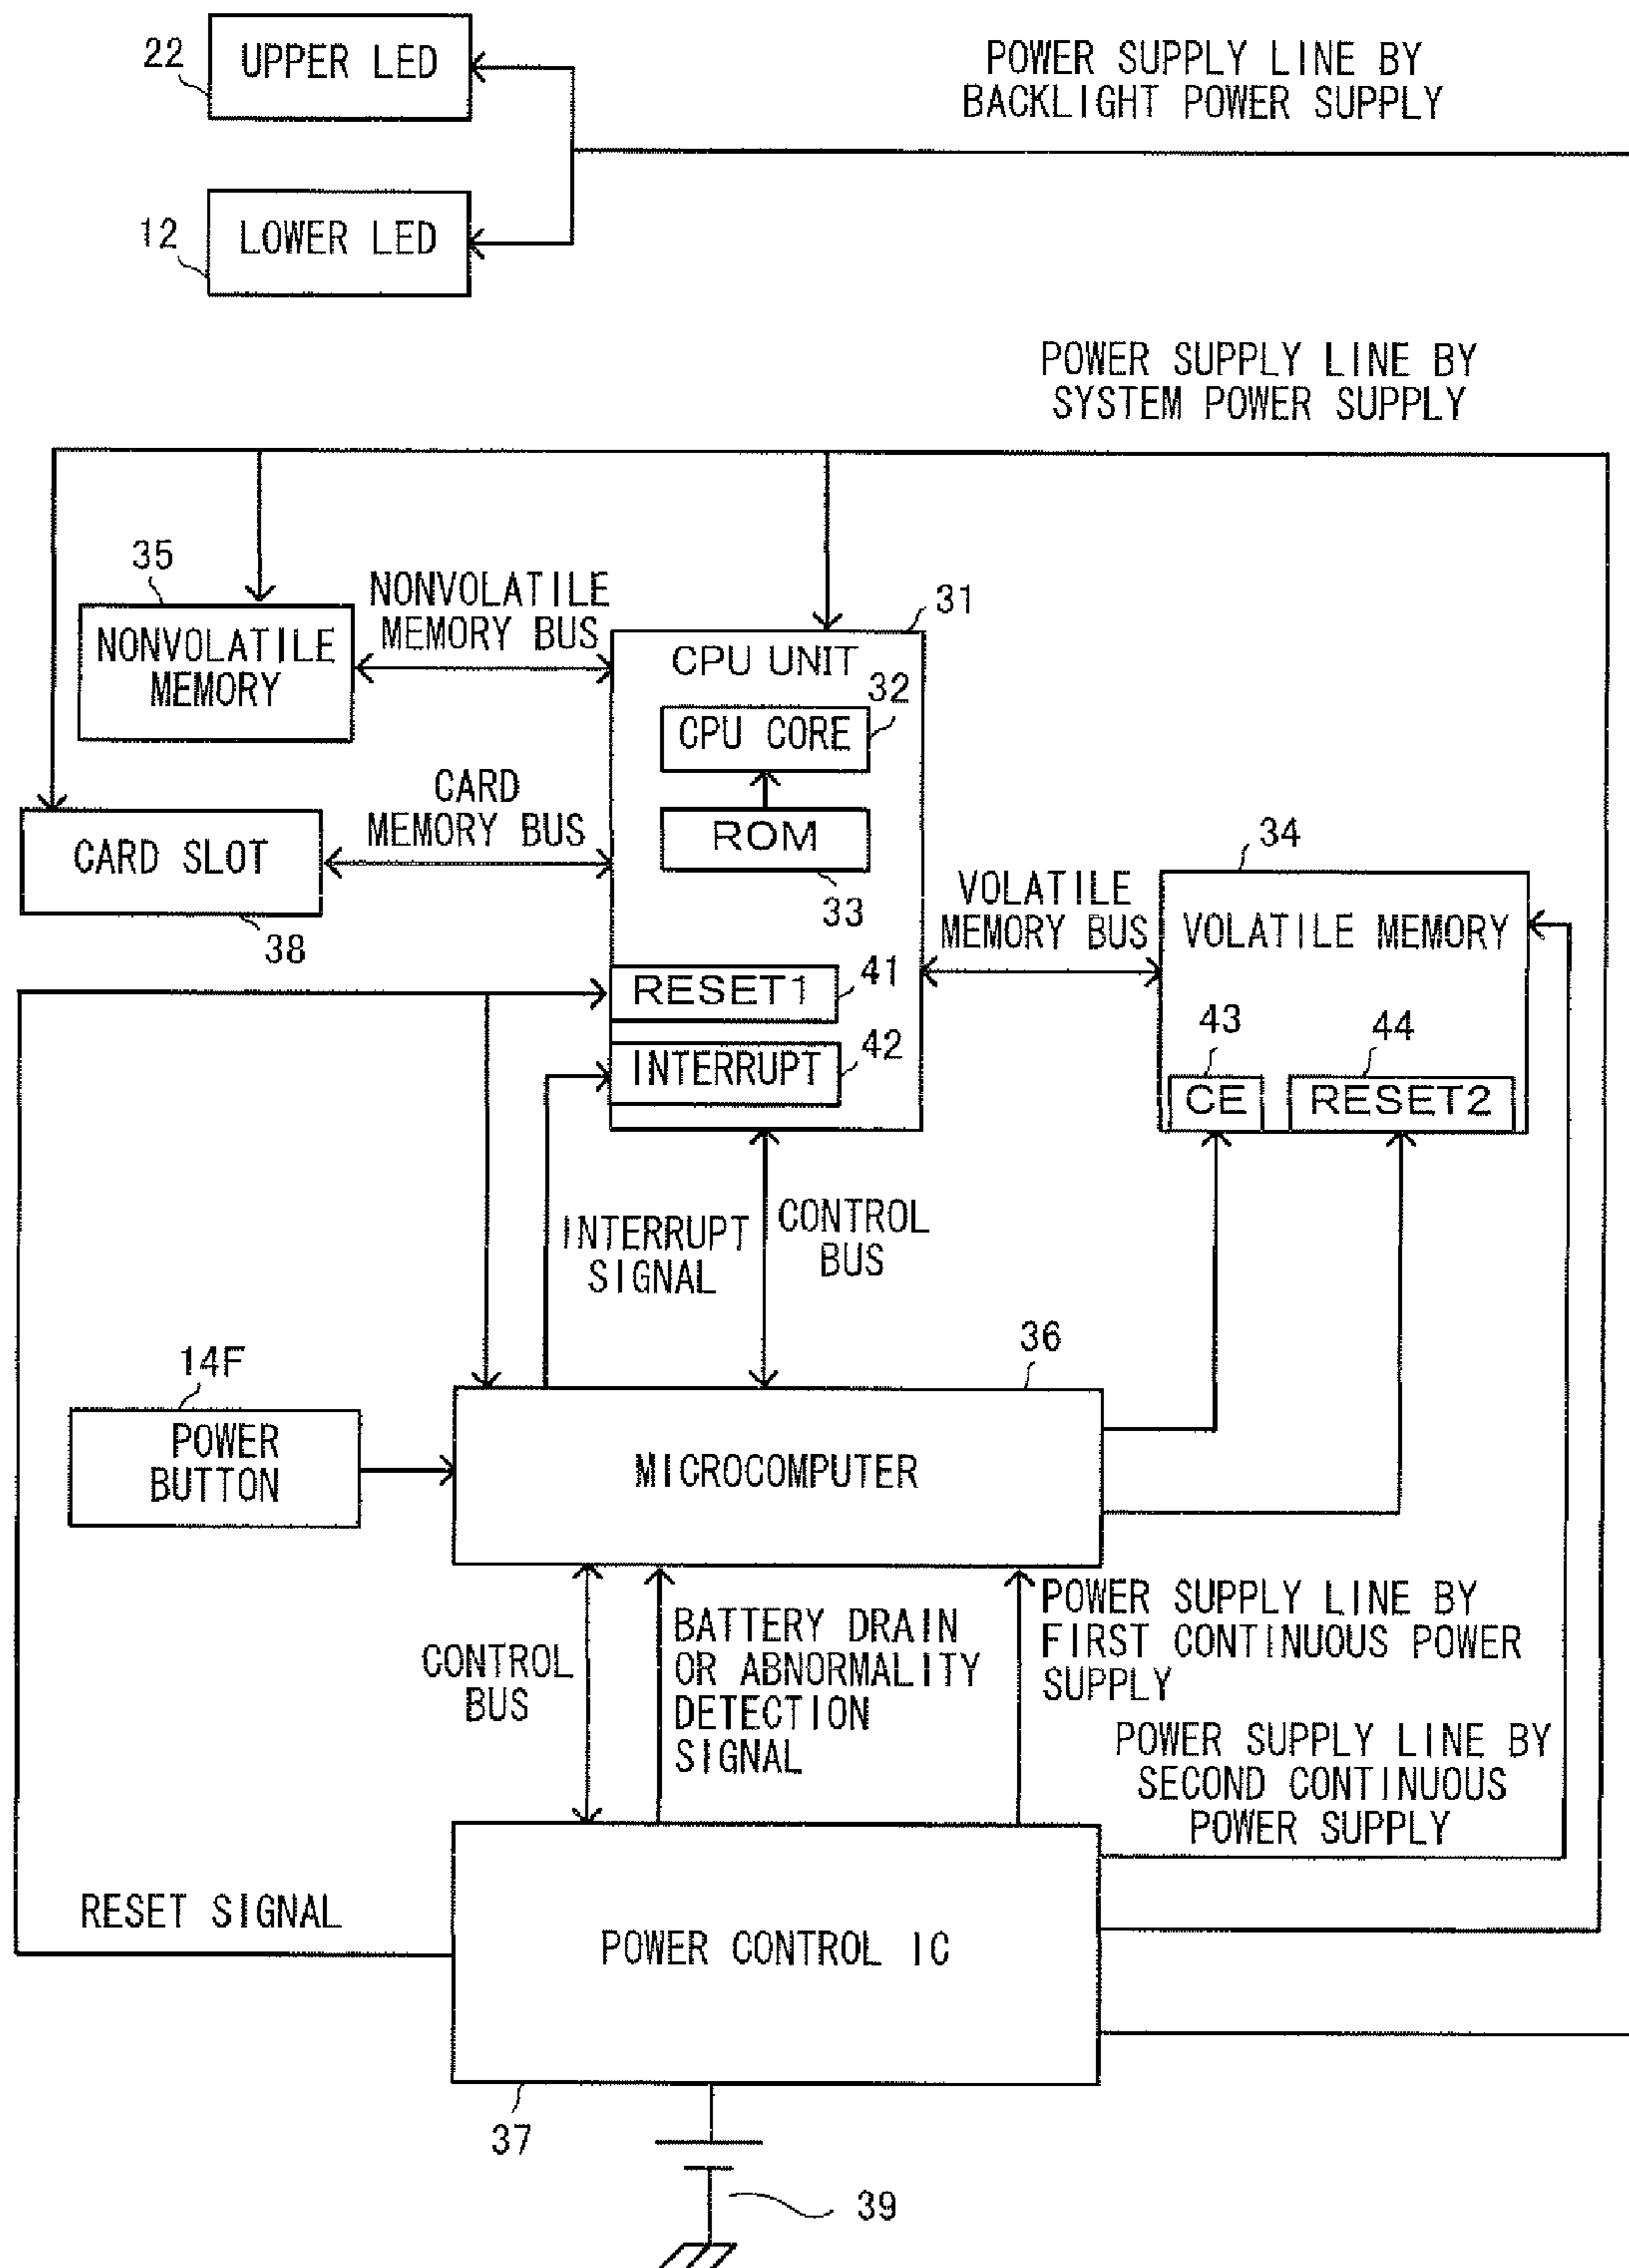 22
UPPER LED
POWER SUPPLY LINE BY
BACKLIGHT POWER SUPPLY
12
LOWER LED
POWER SUPPLY LINE BY
SYSTEM POWER SUPPLY
35
NONVOLATILE
MEMORY
NONVOLATILE
MEMORY BUS
31
CPU UNIT
32
CPU CORE
ROM
33
CARD
MEMORY BUS
CARD SLOT
38
34
VOLATILE
MEMORY BUS
VOLATILE MEMORY
RESET1
41
INTERRUPT
42
43
44
CE
RESET2
INTERRUPT
SIGNAL
CONTROL
BUS
36
14F
POWER
BUTTON
MICROCOMPUTER
CONTROL
BUS
BATTERY DRAIN
OR ABNORMALITY
DETECTION
SIGNAL
POWER SUPPLY LINE BY
FIRST CONTINUOUS POWER
SUPPLY
POWER SUPPLY LINE BY
SECOND CONTINUOUS
POWER SUPPLY
RESET SIGNAL
POWER CONTROL IC
37
39